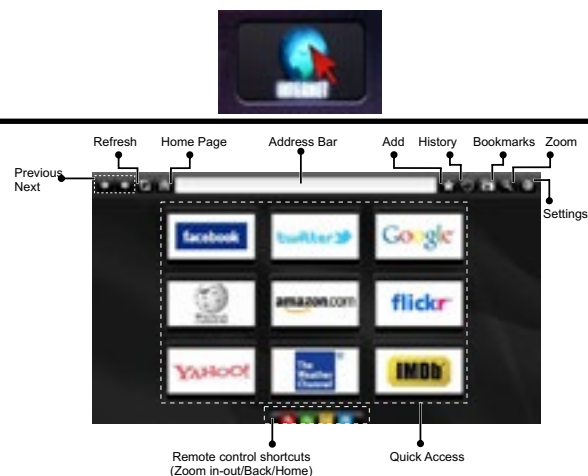 INTERNET
Refresh Home Page Address Bar Add History Bookmarks Zoom
Previous
Next
Settings
facebook twitter Google
amazon.com flickr
YAHOO! The Weather Channel IMDb
Remote control shortcuts
(Zoom in-out/Back/Home)
Quick Access